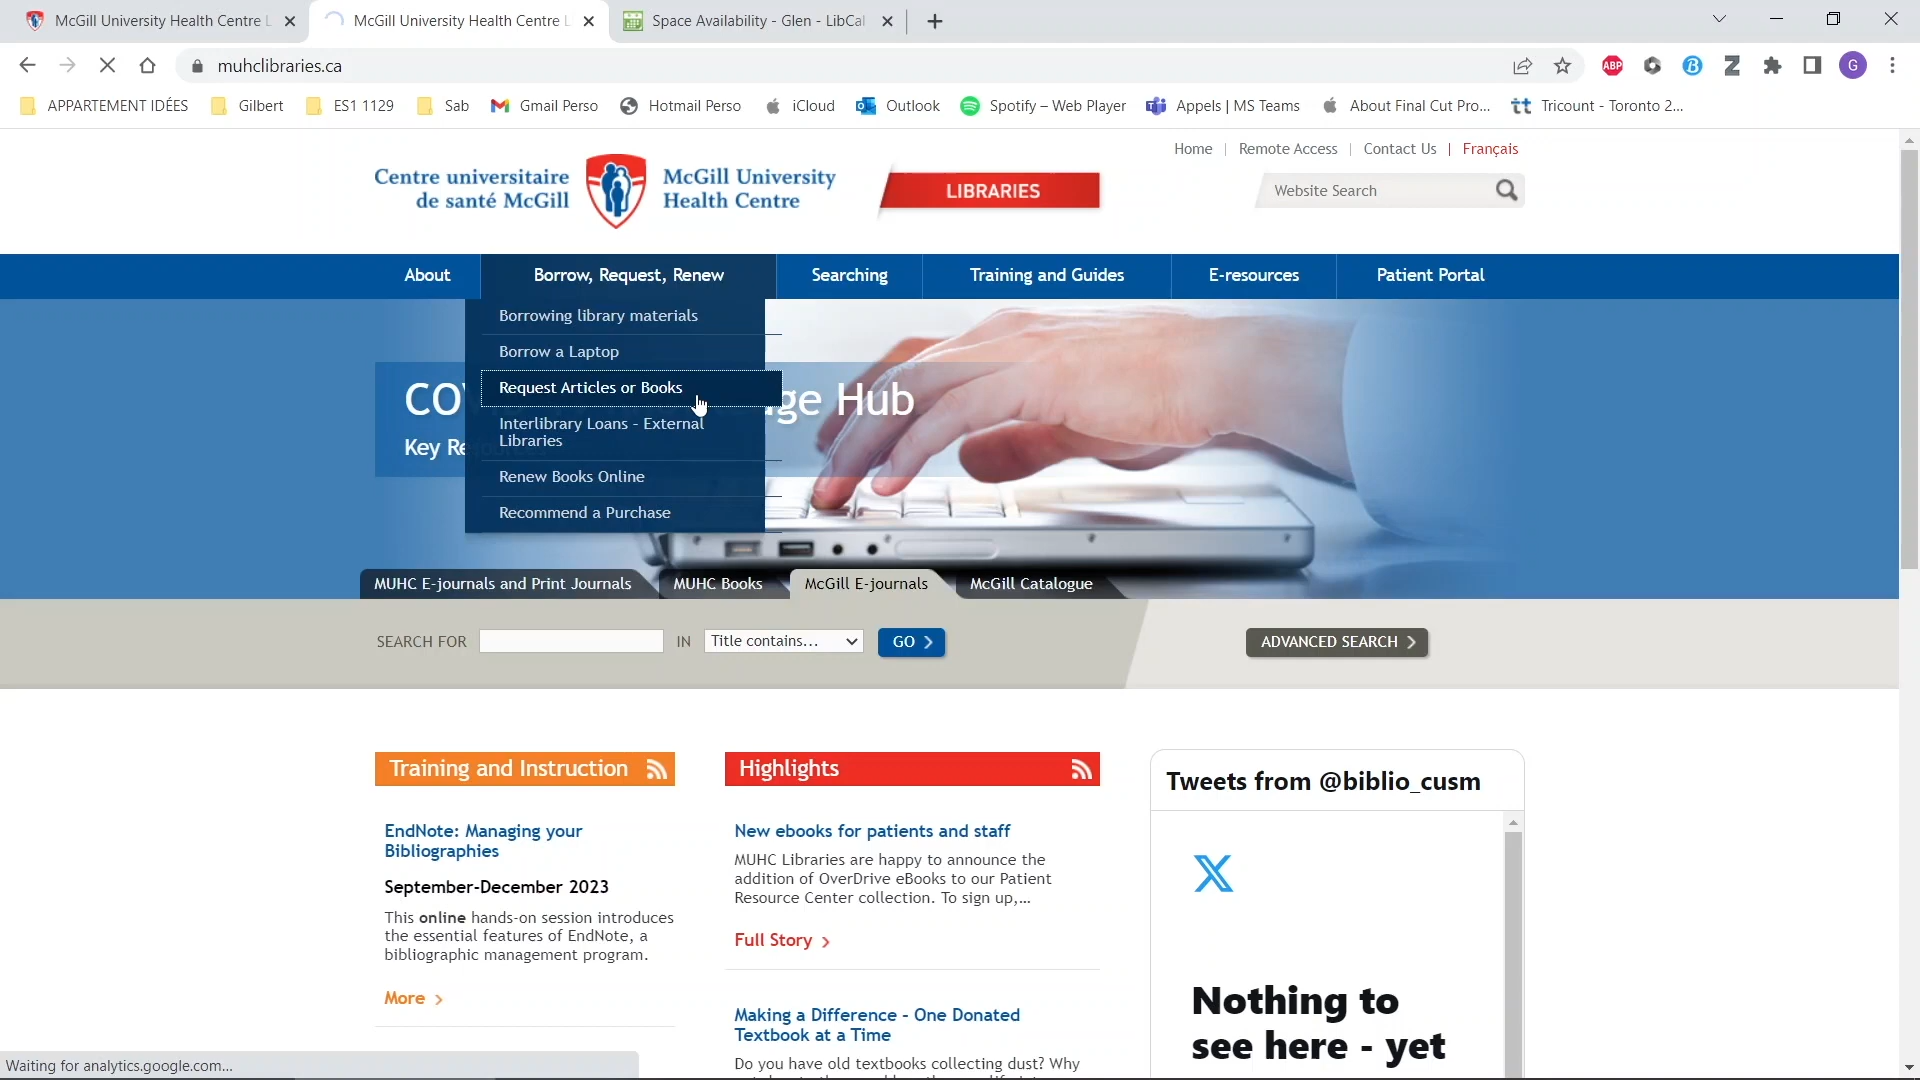 McGill University Health Centre L
McGill University Health Centre L
Space Availability - Glen - LibCal
muhclibraries.ca
ABP
G
APPARTEMENT IDÉES
Gilbert
ES1 1129
Sab
Gmail Perso
Hotmail Perso
iCloud
Outlook
Spotify – Web Player
Appels | MS Teams
About Final Cut Pro...
Tricount - Toronto 2...
Home | Remote Access | Contact Us | Français
Centre universitaire
de santé McGill
McGill University
Health Centre
LIBRARIES
Website Search
About
Borrow, Request, Renew
Searching
Training and Guides
E-resources
Patient Portal
Borrowing library materials
Borrow a Laptop
Request Articles or Books
Interlibrary Loans - External
Libraries
Renew Books Online
Recommend a Purchase
Hub
Key
MUHC E-journals and Print Journals
MUHC Books
McGill E-journals
McGill Catalogue
SEARCH FOR
IN
Title contains...
GO
ADVANCED SEARCH
Training and Instruction
EndNote: Managing your
Bibliographies
September-December 2023
This online hands-on session introduces
the essential features of EndNote, a
bibliographic management program.
More
Highlights
New ebooks for patients and staff
MUHC Libraries are happy to announce the
addition of OverDrive eBooks to our Patient
Resource Center collection. To sign up,...
Full Story
Making a Difference - One Donated
Textbook at a Time
Do you have old textbooks collecting dust? Why
Tweets from @biblio_cusm
Nothing to
see here - yet
Waiting for analytics.google.com...